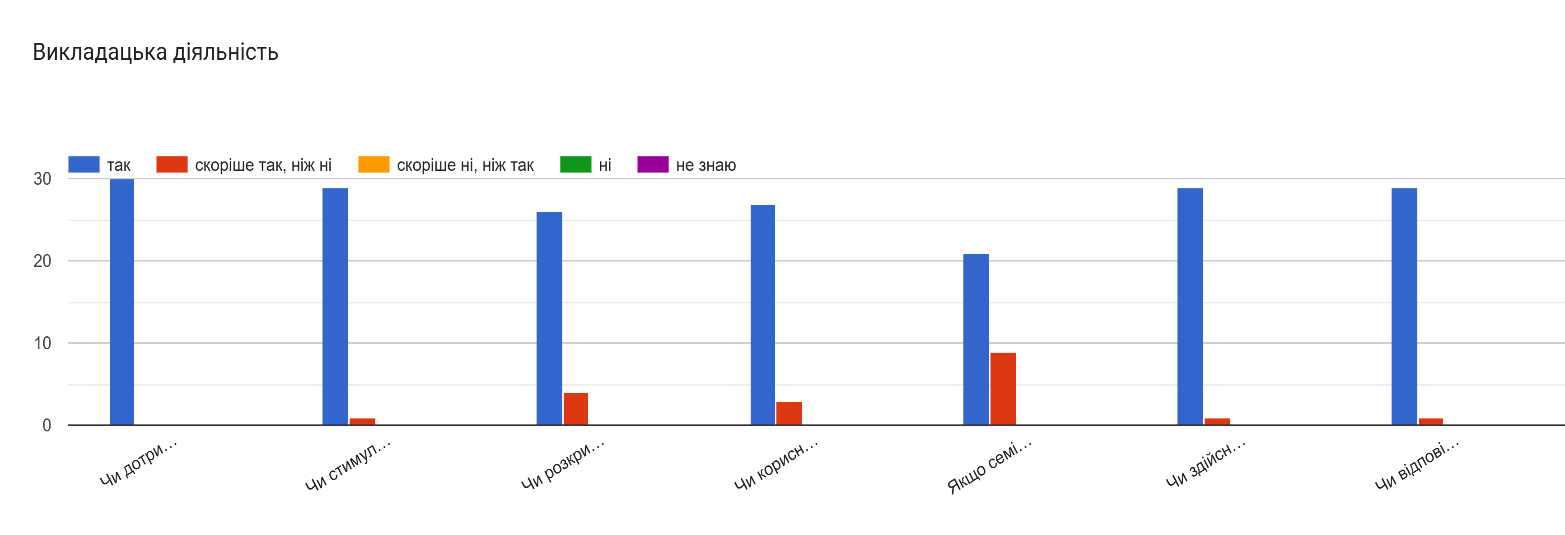 Викладацька діяльність
так скоріше так, ніж ні скоріше ні, ніж так ні не знаю
30
20
10
0
Чи дотри… Чи стимул… Чи розкри… Чи корисн… Якщо семі… Чи здійсн… Чи відпові…